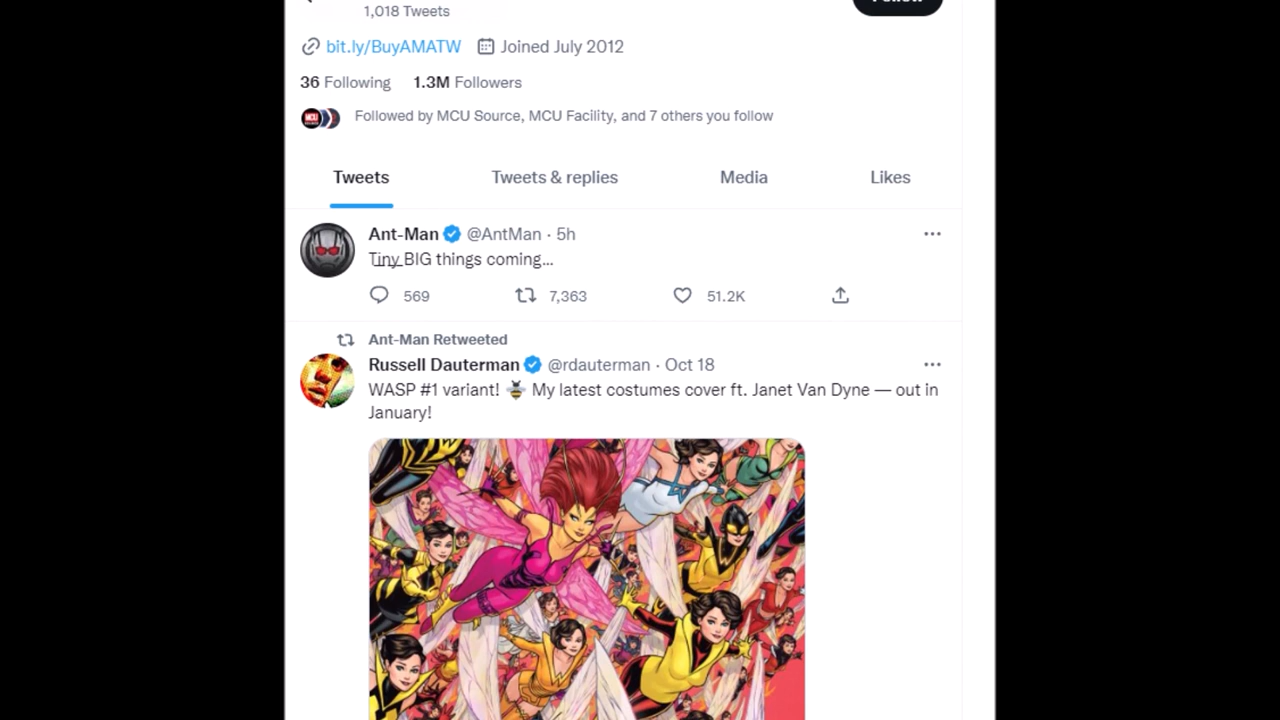 1,018 Tweets
Follow
bit.ly/BuyAMATW Joined July 2012
36 Following 1.3M Followers
Followed by MCU Source, MCU Facility, and 7 others you follow
Tweets Tweets & replies Media Likes
Ant-Man @AntMan · 5h
T̶i̶n̶y̶ BIG things coming...
569 7,363 51.2K
Ant-Man Retweeted
Russell Dauterman @rdauterman · Oct 18
WASP #1 variant! 🐝 My latest costumes cover ft. Janet Van Dyne — out in
January!